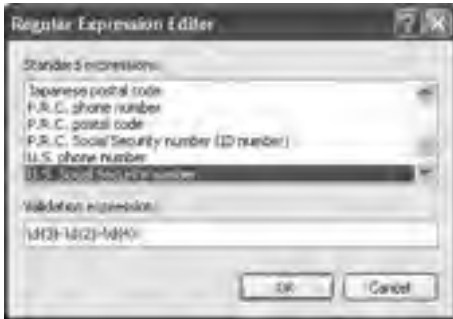 Regular Expression Editor
Standard expressions:
Japanese postal code
P.R.C. phone number
P.R.C. postal code
P.R.C. Social Security number (ID number)
U.S. phone number
U.S. Social Security number
Validation expression:
\d{3}-\d{2}-\d{4}
OK
Cancel